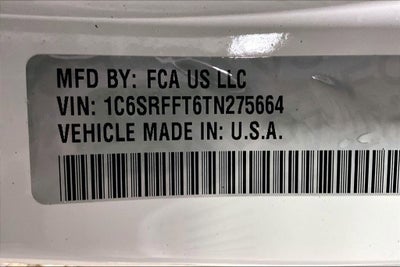 MFD BY: FCA US LLC
VIN: 1C6SRFFT6TN275664
VEHICLE MADE IN: U.S.A.